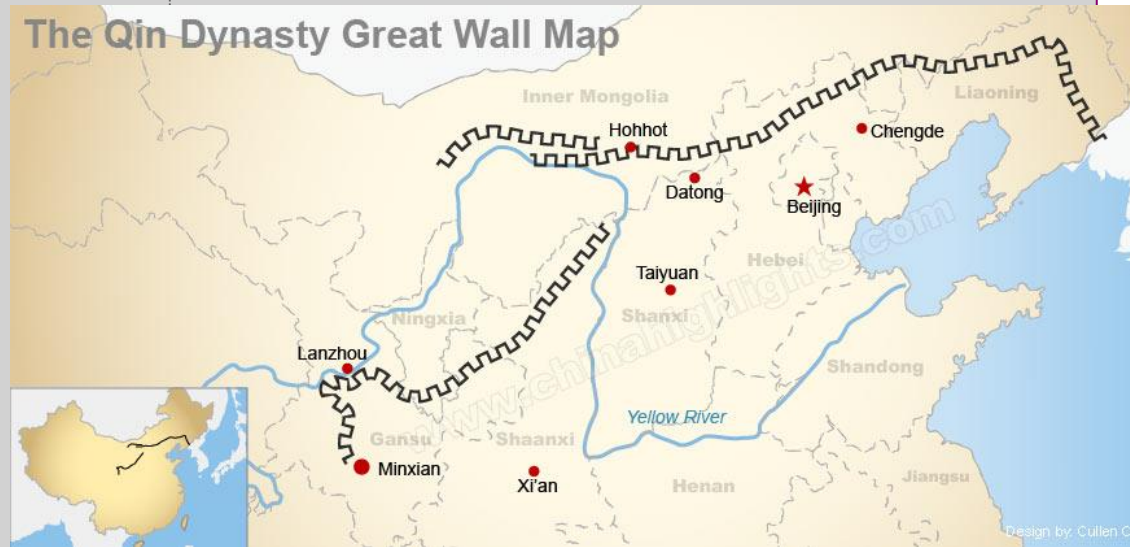 The Qin Dynasty Great Wall Map
Inner Mongolia
Liaoning
Hohhot
Chengde
Datong
Beijing
Hebei
Taiyuan
Shanxi
Ningxia
Lanzhou
Shandong
www.chinahighlights.com
Yellow River
Gansu
Shaanxi
Minxian
Xi'an
Henan
Jiangsu
Design by: Cullen C